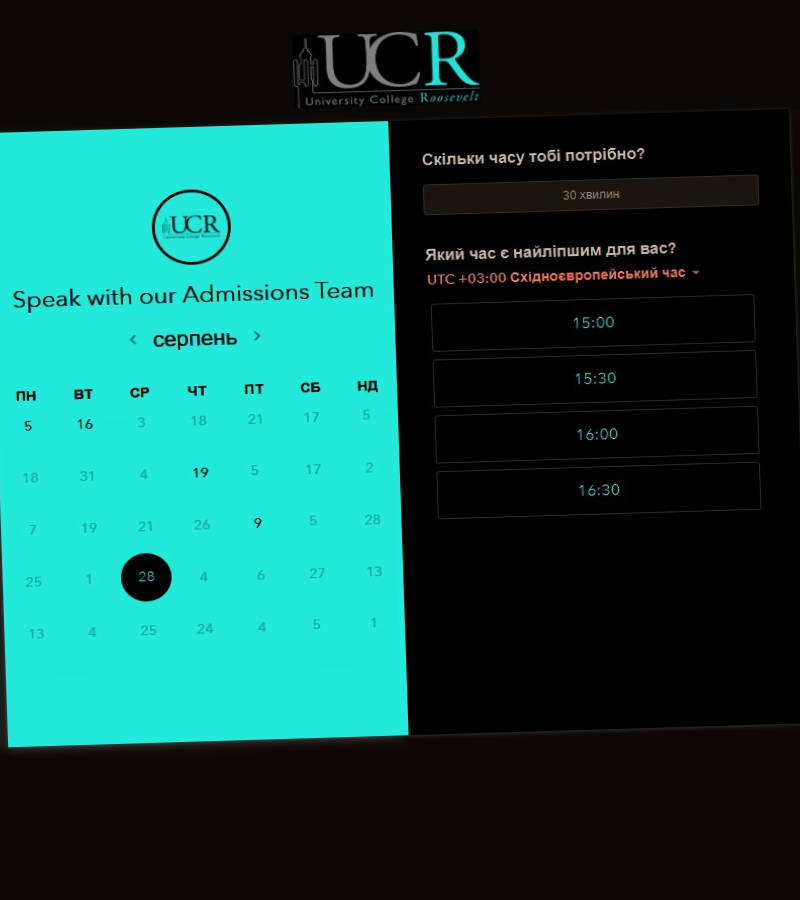 UCR
University College Roosevelt
UCR
University College Roosevelt
Speak with our Admissions Team
серпень
ПН ВТ СР ЧТ ПТ СБ НД
5 16 3 18 21 17 5
18 31 4 19 5 17 2
7 19 21 26 9 5 28
25 1 28 4 6 27 13
13 4 25 24 4 5 1
Скільки часу тобі потрібно?
30 хвилин
Який час є найліпшим для вас?
UTC +03:00 Східноєвропейський час
15:00
15:30
16:00
16:30